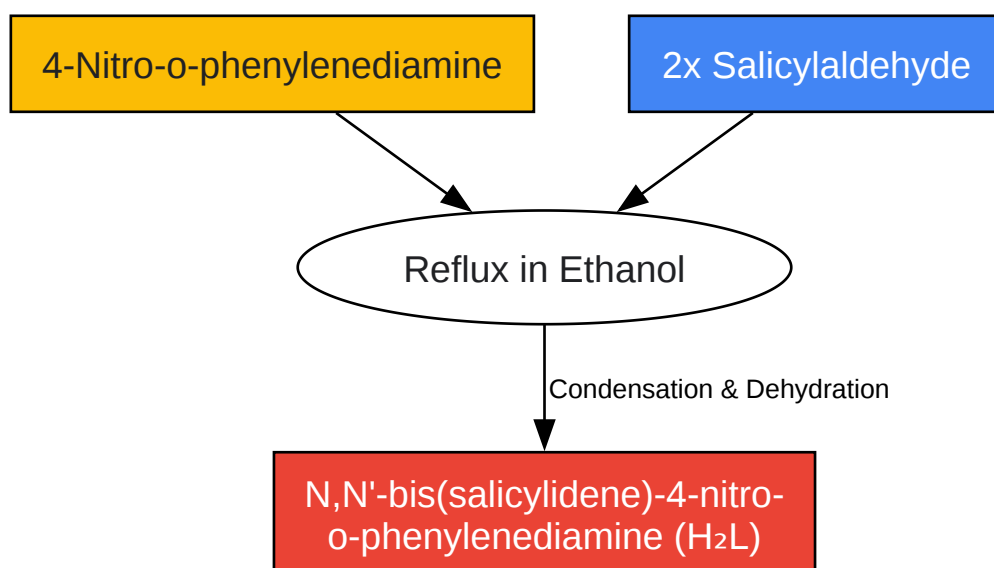 4-Nitro-o-phenylenediamine
2x Salicylaldehyde
Reflux in Ethanol
Condensation & Dehydration
N,N'-bis(salicylidene)-4-nitro-
o-phenylenediamine (H₂L)